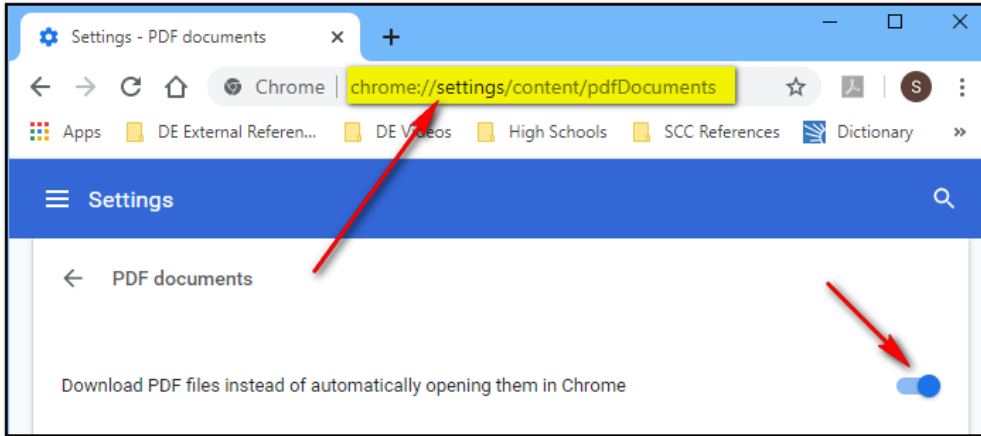 Settings - PDF documents
Chrome | chrome://settings/content/pdfDocuments
S
Apps DE External Referen... DE Videos High Schools SCC References Dictionary »
Settings
PDF documents
Download PDF files instead of automatically opening them in Chrome